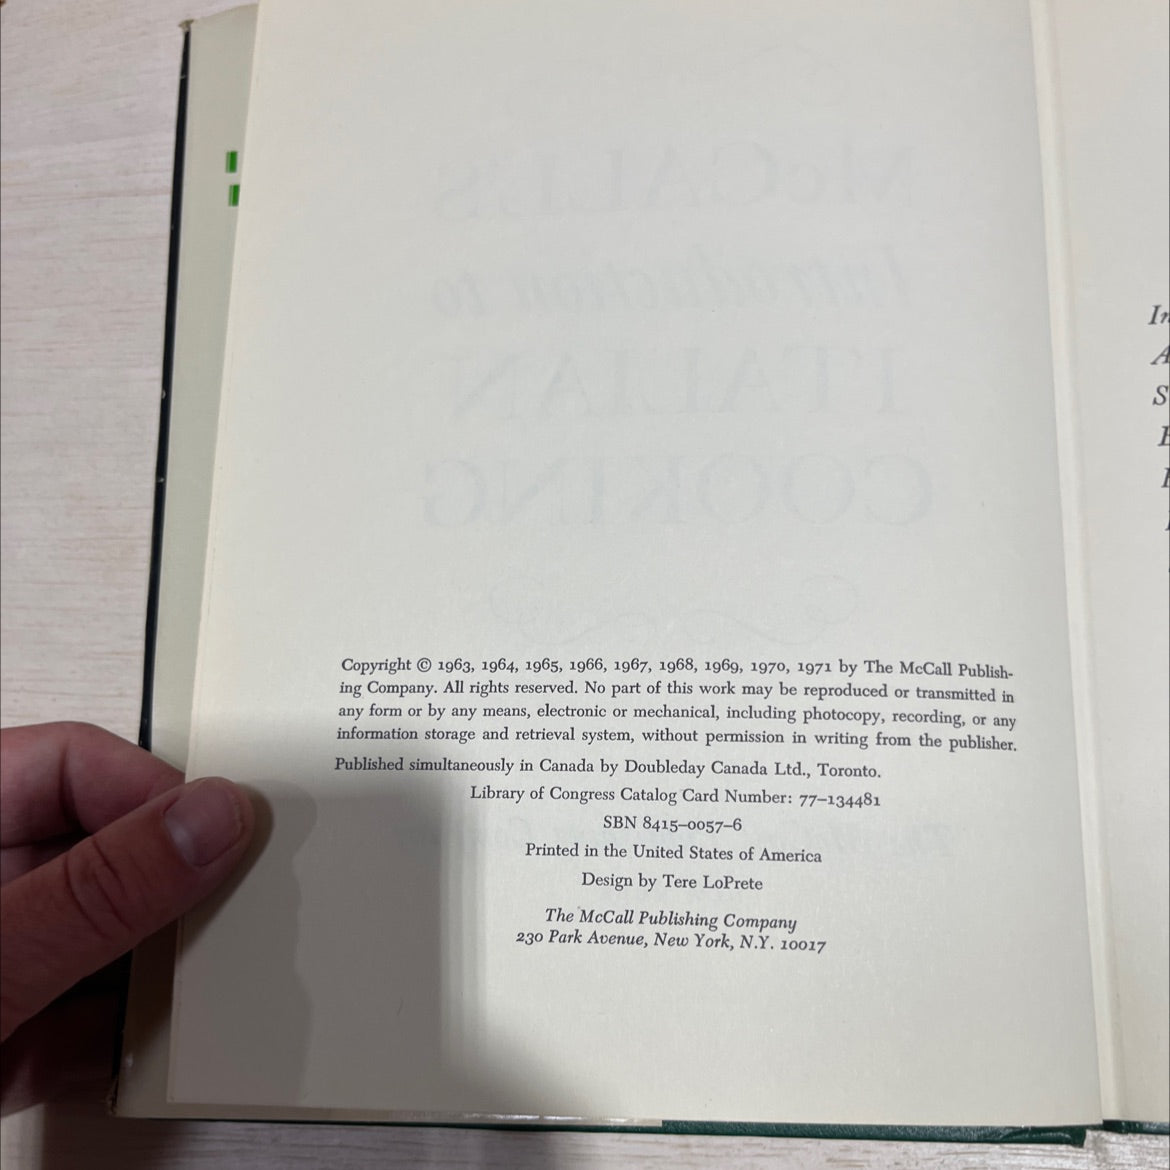 McCALL'S
Introduction to
ITALIAN
COOKING
Copyright © 1963, 1964, 1965, 1966, 1967, 1968, 1969, 1970, 1971 by The McCall Publish-
ing Company. All rights reserved. No part of this work may be reproduced or transmitted in
any form or by any means, electronic or mechanical, including photocopy, recording, or any
information storage and retrieval system, without permission in writing from the publisher.
Published simultaneously in Canada by Doubleday Canada Ltd., Toronto.
Library of Congress Catalog Card Number: 77–134481
SBN 8415–0057–6
Printed in the United States of America
Design by Tere LoPrete
The McCall Publishing Company
230 Park Avenue, New York, N.Y. 10017